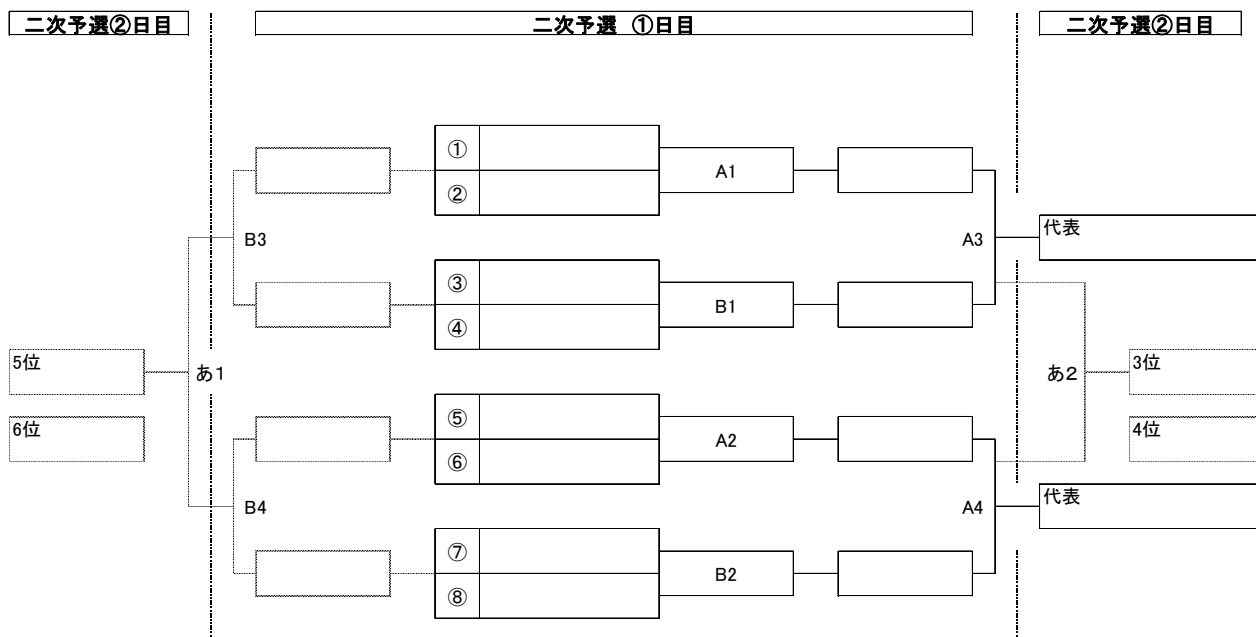 二次予選②日目
二次予選 ①日目
二次予選②日目
①
A1
②
代表
B3
A3
③
B1
④
5位
あ1
あ2
3位
⑤
6位
A2
4位
⑥
代表
B4
A4
⑦
B2
⑧